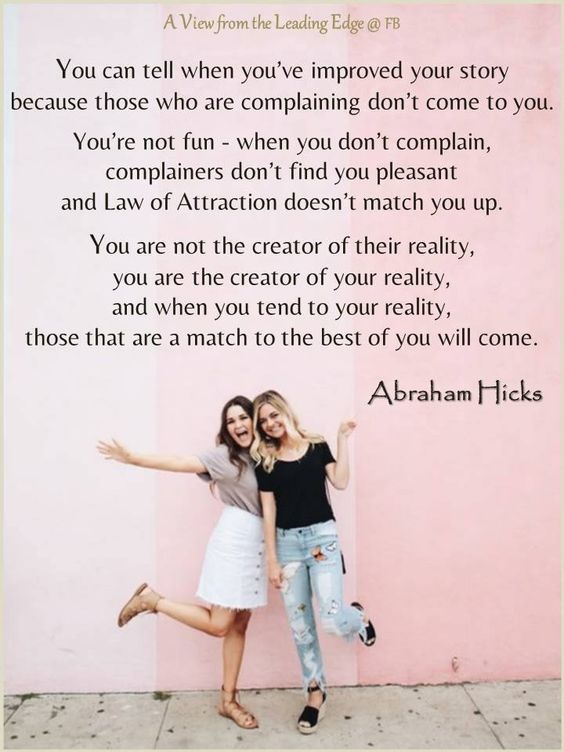 A View from the Leading Edge @ FB
You can tell when you've improved your story
because those who are complaining don't come to you.
You're not fun - when you don't complain,
complainers don't find you pleasant
and Law of Attraction doesn't match you up.
You are not the creator of their reality,
you are the creator of your reality,
and when you tend to your reality,
those that are a match to the best of you will come.
Abraham Hicks